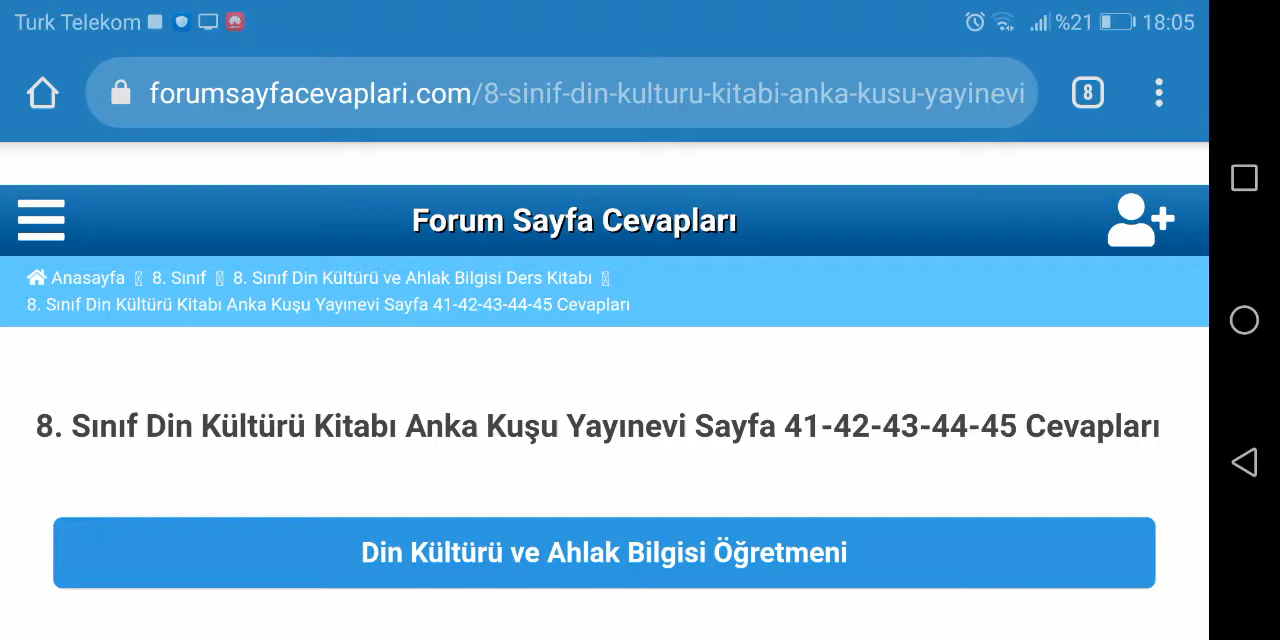 Turk Telekom %21 18:05
forumsayfacevaplari.com/8-sinif-din-kulturu-kitabi-anka-kusu-yayinevi 8
Forum Sayfa Cevapları
Anasayfa 8. Sınıf 8. Sınıf Din Kültürü ve Ahlak Bilgisi Ders Kitabı
8. Sınıf Din Kültürü Kitabı Anka Kuşu Yayınevi Sayfa 41-42-43-44-45 Cevapları
8. Sınıf Din Kültürü Kitabı Anka Kuşu Yayınevi Sayfa 41-42-43-44-45 Cevapları
Din Kültürü ve Ahlak Bilgisi Öğretmeni